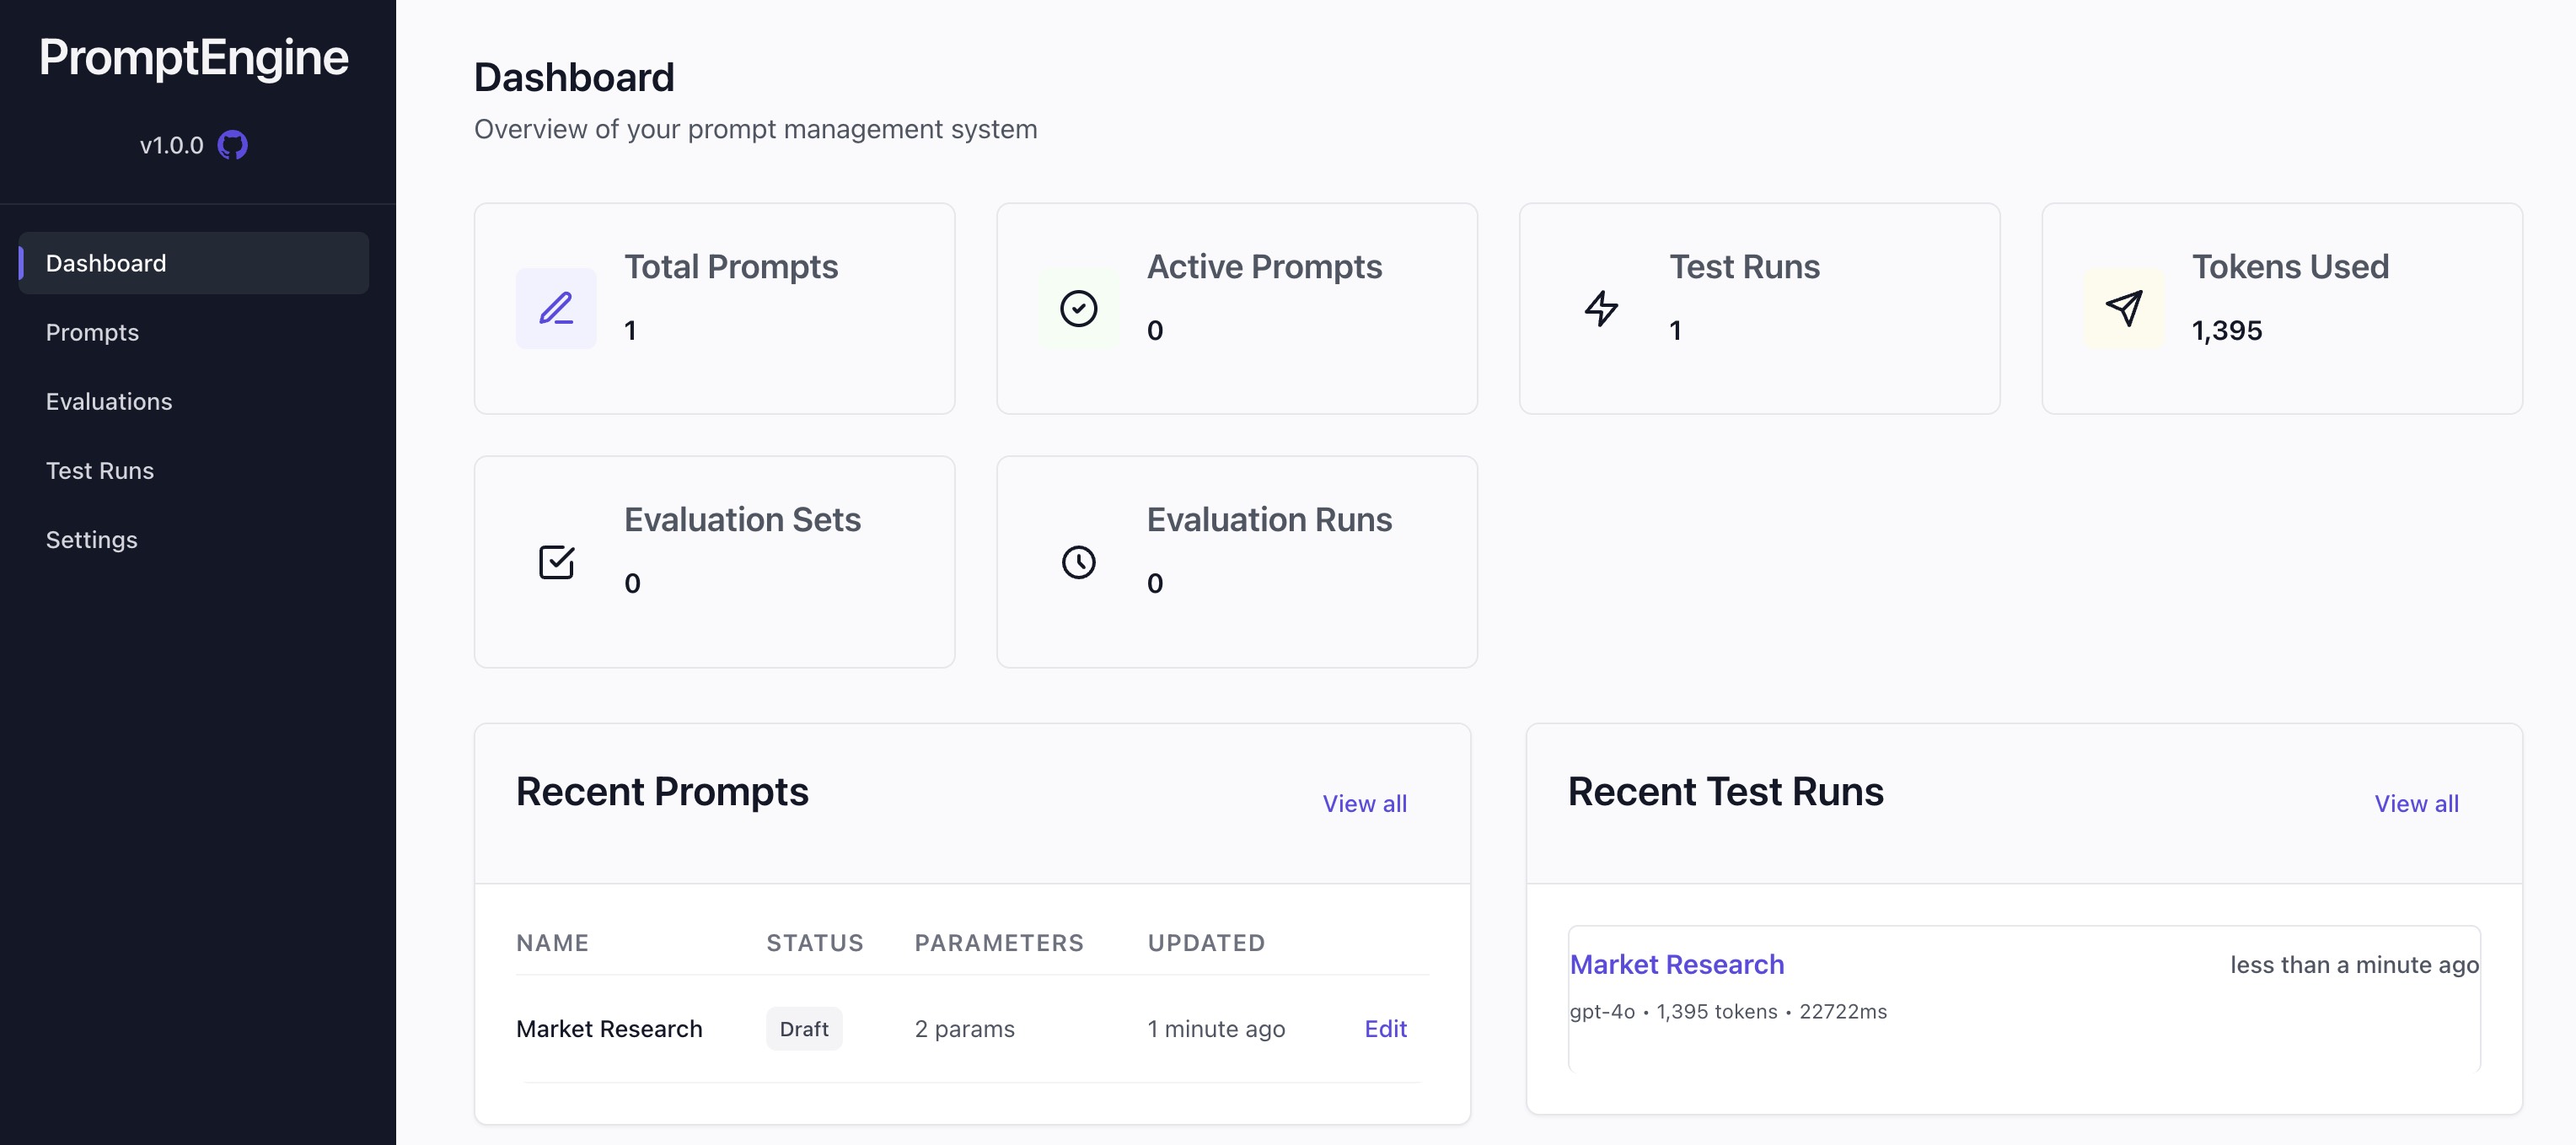 PromptEngine
v1.0.0
Dashboard
Prompts
Evaluations
Test Runs
Settings
Dashboard
Overview of your prompt management system
Total Prompts
1
Active Prompts
0
Test Runs
1
Tokens Used
1,395
Evaluation Sets
0
Evaluation Runs
0
Recent Prompts
View all
NAME STATUS PARAMETERS UPDATED
Market Research Draft 2 params 1 minute ago Edit
Recent Test Runs
View all
Market Research less than a minute ago
gpt-4o • 1,395 tokens • 22722ms